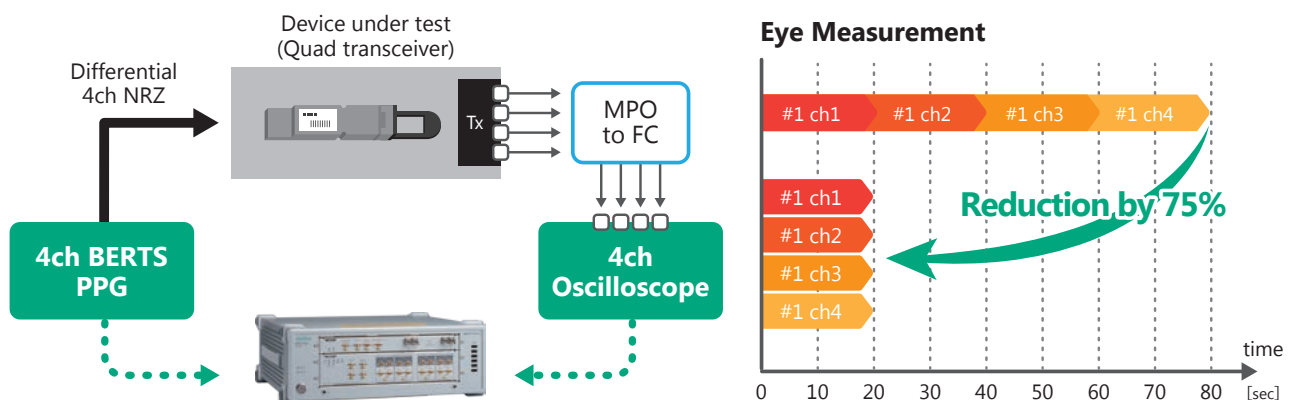 Device under test
(Quad transceiver)
Differential
4ch NRZ
Tx
MPO
to FC
4ch BERTS
PPG
4ch
Oscilloscope
Eye Measurement
#1 ch1
#1 ch2
#1 ch3
#1 ch4
#1 ch1
#1 ch2
#1 ch3
#1 ch4
Reduction by 75%
time
0 10 20 30 40 50 60 70 80 [sec]